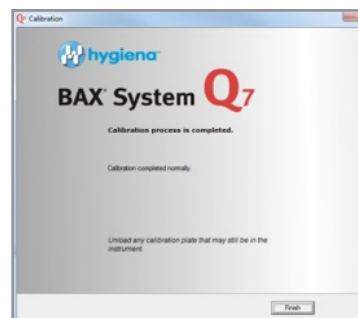 Q7 Calibration
hygiena
BAX® System Q7
Calibration process is completed.
Calibration completed normally.
Unload any calibration plate that may still be in the
instrument.
Finish